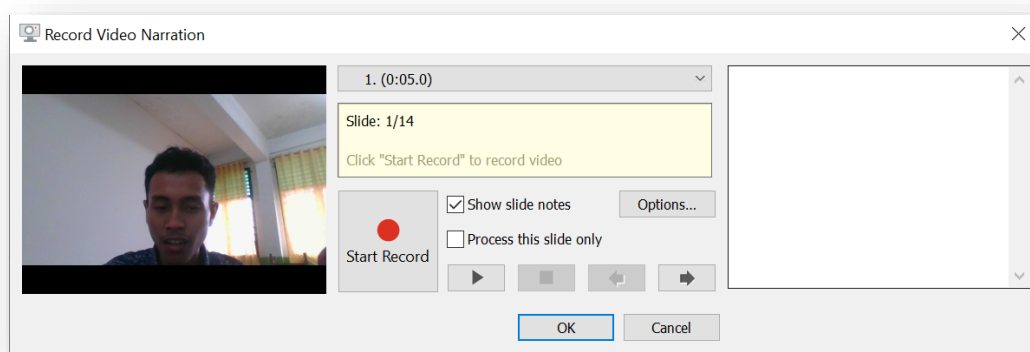 Record Video Narration
1. (0:05.0)
Slide: 1/14
Click "Start Record" to record video
Show slide notes
Options...
Process this slide only
Start Record
OK
Cancel